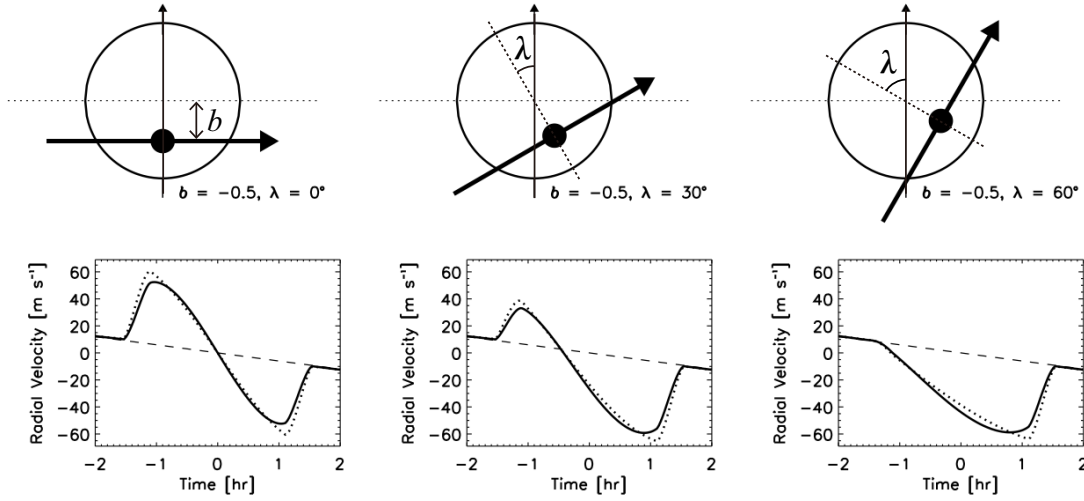 λ
λ
b
b = −0.5, λ = 0°
b = −0.5, λ = 30°
b = −0.5, λ = 60°
Radial Velocity [m s⁻¹]
60
40
20
0
−20
−40
−60
−2 −1 0 1 2
Time [hr]
Radial Velocity [m s⁻¹]
60
40
20
0
−20
−40
−60
−2 −1 0 1 2
Time [hr]
Radial Velocity [m s⁻¹]
60
40
20
0
−20
−40
−60
−2 −1 0 1 2
Time [hr]